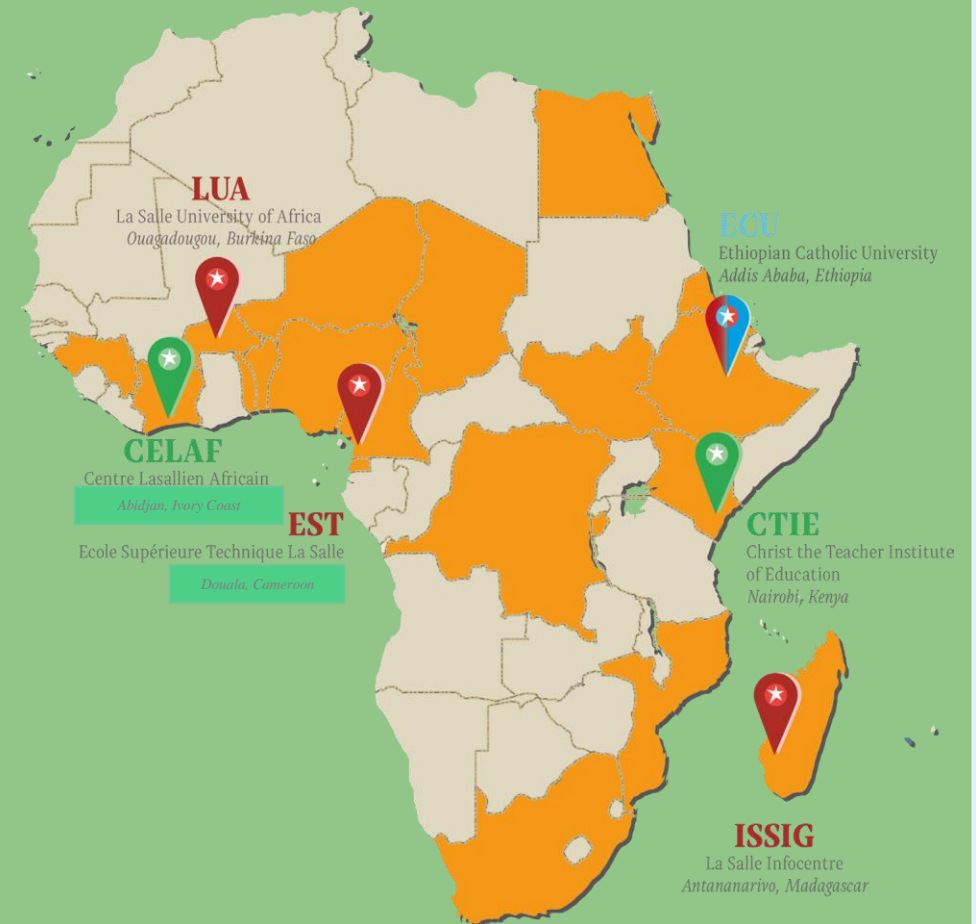 LUA
La Salle University of Africa
Ouagadougou, Burkina Faso
ECU
Ethiopian Catholic University
Addis Ababa, Ethiopia
CELAF
Centre Lasallien Africain
Abidjan, Ivory Coast
EST
Ecole Supérieure Technique La Salle
Douala, Cameroon
CTIE
Christ the Teacher Institute
of Education
Nairobi, Kenya
ISSIG
La Salle Infocentre
Antananarivo, Madagascar